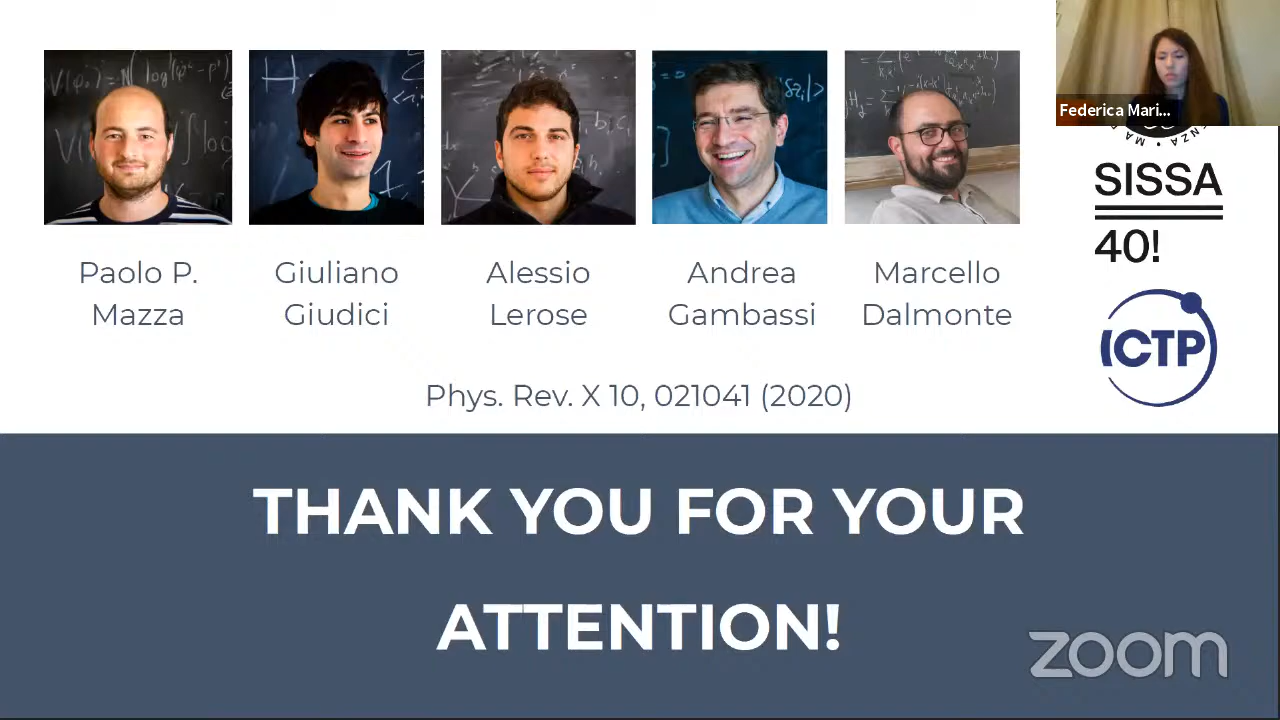 Federica Mari...
SISSA
40!
ICTP
Paolo P.
Mazza
Giuliano
Giudici
Alessio
Lerose
Andrea
Gambassi
Marcello
Dalmonte
Phys. Rev. X 10, 021041 (2020)
THANK YOU FOR YOUR
ATTENTION!
zoom